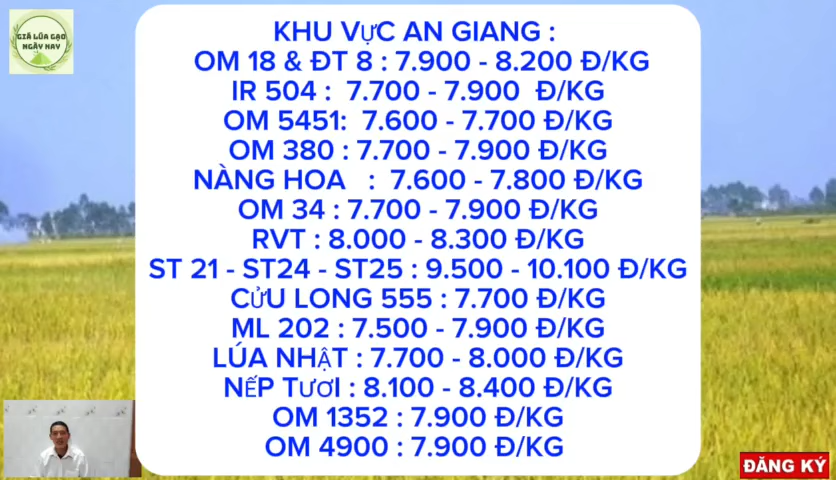 GIÁ LÚA GẠO
NGÀY NAY
KHU VỰC AN GIANG :
OM 18 & ĐT 8 : 7.900 - 8.200 Đ/KG
IR 504 : 7.700 - 7.900 Đ/KG
OM 5451: 7.600 - 7.700 Đ/KG
OM 380 : 7.700 - 7.900 Đ/KG
NÀNG HOA : 7.600 - 7.800 Đ/KG
OM 34 : 7.700 - 7.900 Đ/KG
RVT : 8.000 - 8.300 Đ/KG
ST 21 - ST24 - ST25 : 9.500 - 10.100 Đ/KG
CỬU LONG 555 : 7.700 Đ/KG
ML 202 : 7.500 - 7.900 Đ/KG
LÚA NHẬT : 7.700 - 8.000 Đ/KG
NẾP TƯƠI : 8.100 - 8.400 Đ/KG
OM 1352 : 7.900 Đ/KG
OM 4900 : 7.900 Đ/KG
ĐĂNG KÝ